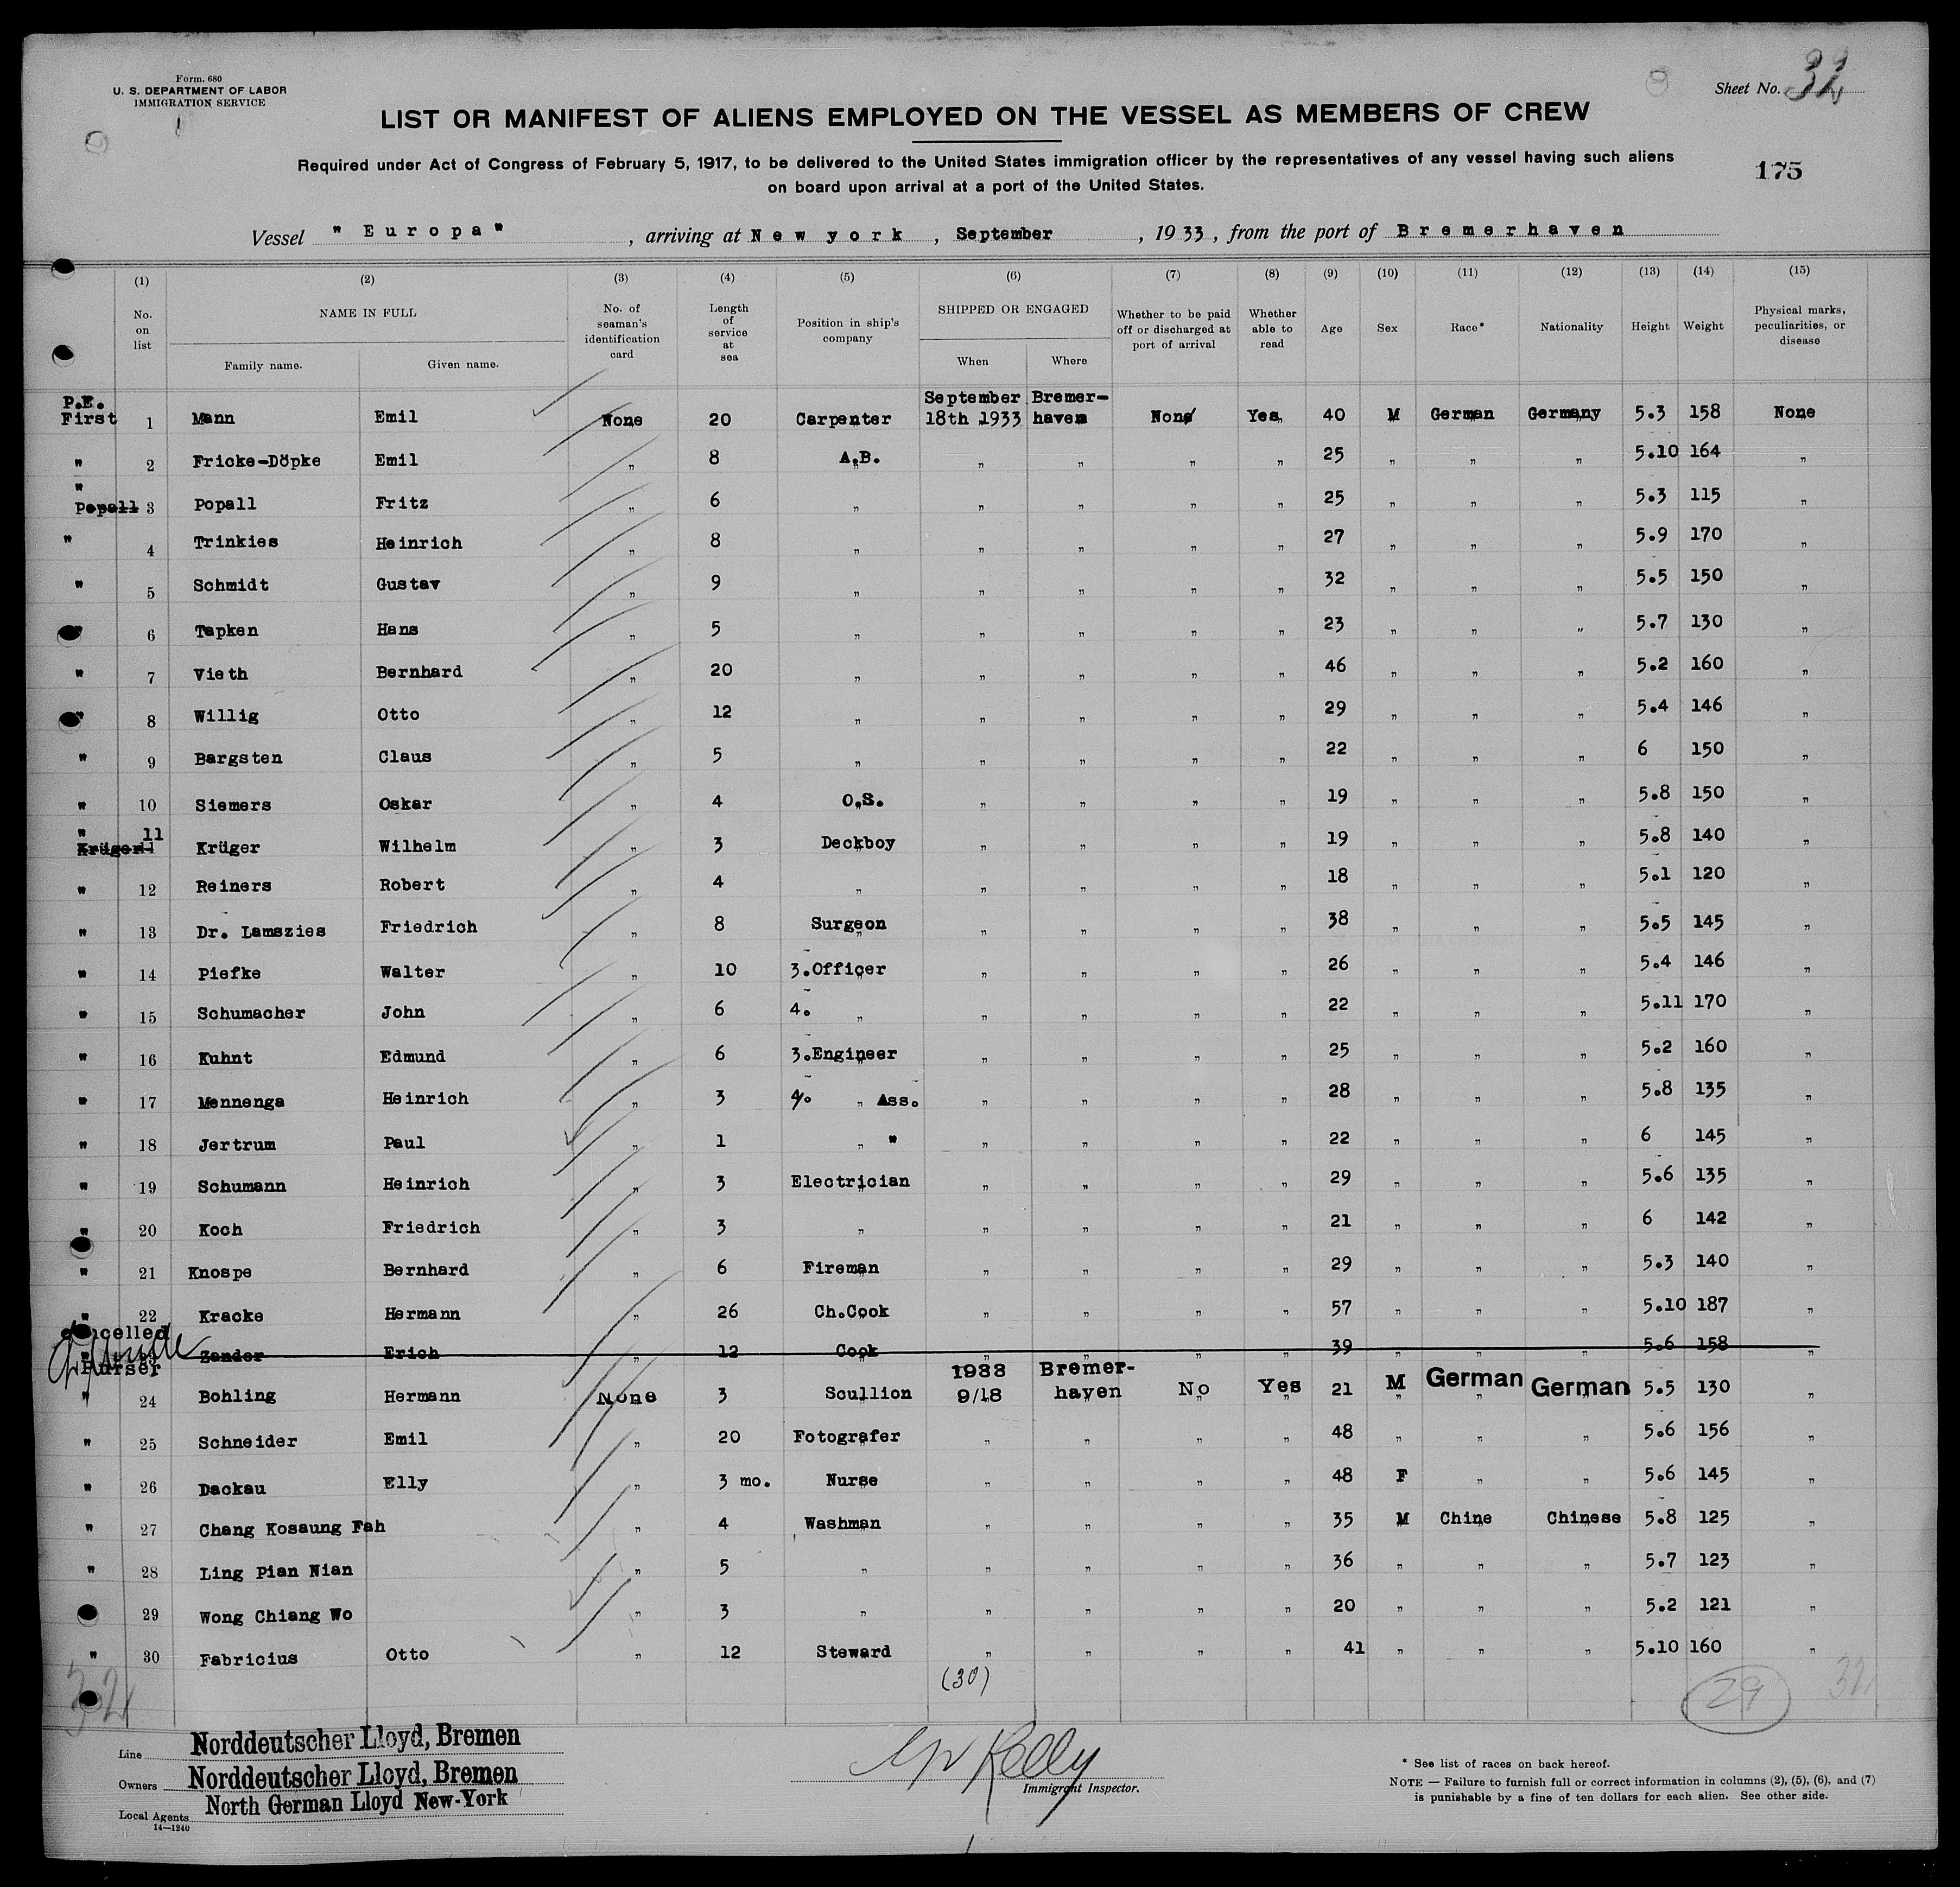 Form. 680
U. S. DEPARTMENT OF LABOR
IMMIGRATION SERVICE
Sheet No. 32
LIST OR MANIFEST OF ALIENS EMPLOYED ON THE VESSEL AS MEMBERS OF CREW
Required under Act of Congress of February 5, 1917, to be delivered to the United States immigration officer by the representatives of any vessel having such aliens
on board upon arrival at a port of the United States.
175
Vessel "Europa", arriving at New york, September, 1933, from the port of Bremerhaven
(1) (2) (3) (4) (5) (6) (7) (8) (9) (10) (11) (12) (13) (14) (15)
No. on list NAME IN FULL Family name. Given name. No. of seaman's identification card Length of service at sea Position in ship's company SHIPPED OR ENGAGED When Where Whether to be paid off or discharged at port of arrival Whether able to read Age Sex Race* Nationality Height Weight Physical marks, peculiarities, or disease
P.E. First 1 Mann Emil None 20 Carpenter September 18th 1933 Bremer-haven None Yes 40 M German Germany 5.3 158 None
" 2 Fricke-Döpke Emil " 8 A.B. " " " " 25 " " " 5.10 164 "
" Popall 3 Popall Fritz " 6 " " " " " 25 " " " 5.3 115 "
" 4 Trinkies Heinrich " 8 " " " " " 27 " " " 5.9 170 "
" 5 Schmidt Gustav " 9 " " " " " 32 " " " 5.5 150 "
" 6 Tapken Hans " 5 " " " " " 23 " " " 5.7 130 "
" 7 Vieth Bernhard " 20 " " " " " 46 " " " 5.2 160 "
" 8 Willig Otto " 12 " " " " " 29 " " " 5.4 146 "
" 9 Bargsten Claus " 5 " " " " " 22 " " " 6 150 "
" 10 Siemers Oskar " 4 O.S. " " " " 19 " " " 5.8 150 "
" Krüger 11 Krüger Wilhelm " 3 Deckboy " " " " 19 " " " 5.8 140 "
" 12 Reiners Robert " 4 " " " " " 18 " " " 5.1 120 "
" 13 Dr. Lamszies Friedrich " 8 Surgeon " " " " 38 " " " 5.5 145 "
" 14 Piefke Walter " 10 3.Officer " " " " 26 " " " 5.4 146 "
" 15 Schumacher John " 6 4. " " " " " 22 " " " 5.11 170 "
" 16 Kuhnt Edmund " 6 3.Engineer " " " " 25 " " " 5.2 160 "
" 17 Mennenga Heinrich " 3 4. " Ass. " " " " 28 " " " 5.8 135 "
" 18 Jertrum Paul " 1 " " " " " " 22 " " " 6 145 "
" 19 Schumann Heinrich " 3 Electrician " " " " 29 " " " 5.6 135 "
" 20 Koch Friedrich " 3 " " " " " 21 " " " 6 142 "
" 21 Knospe Bernhard " 6 Fireman " " " " 29 " " " 5.3 140 "
" 22 Kracke Hermann " 26 Ch.Cook " " " " 57 " " " 5.10 187 "
cancelled
" 23 Zander Erich " 12 Cook " " " " 39 " " " 5.6 158 "
Purser
" 24 Bohling Hermann None 3 Scullion 1933 9/18 Bremer-haven No Yes 21 M German German 5.5 130 "
" 25 Schneider Emil " 20 Fotografer " " " " 48 " " " 5.6 156 "
" 26 Dackau Elly " 3 mo. Nurse " " " " 48 F " " 5.6 145 "
" 27 Chang Kosaung Fah " 4 Washman " " " " 35 M Chine Chinese 5.8 125 "
" 28 Ling Pian Nian " 5 " " " " " 36 " " " 5.7 123 "
" 29 Wong Chiang Wo " 3 " " " " " 20 " " " 5.2 121 "
" 30 Fabricius Otto " 12 Steward " " " " 41 " " " 5.10 160 "
(30)
32
29
32
Line Norddeutscher Lloyd, Bremen
Owners Norddeutscher Lloyd, Bremen
Local Agents North German Lloyd New-York
14—1240
Kelly
Immigrant Inspector.
* See list of races on back hereof.
NOTE — Failure to furnish full or correct information in columns (2), (5), (6), and (7)
is punishable by a fine of ten dollars for each alien. See other side.